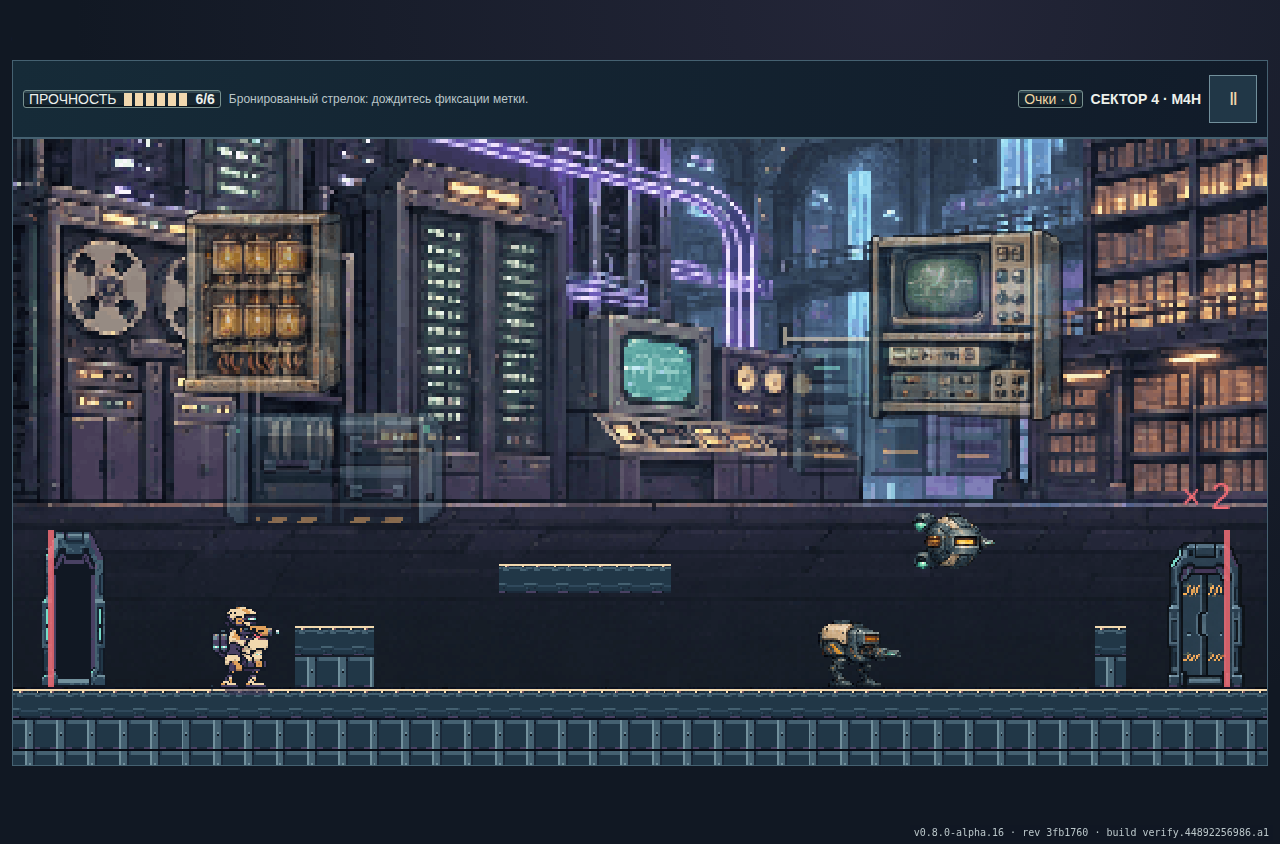 ПРОЧНОСТЬ 6/6 Бронированный стрелок: дождитесь фиксации метки. Очки · 0 СЕКТОР 4 · M4H II
× 2
v0.8.0-alpha.16 · rev 3fb1760 · build verify.44892256986.a1